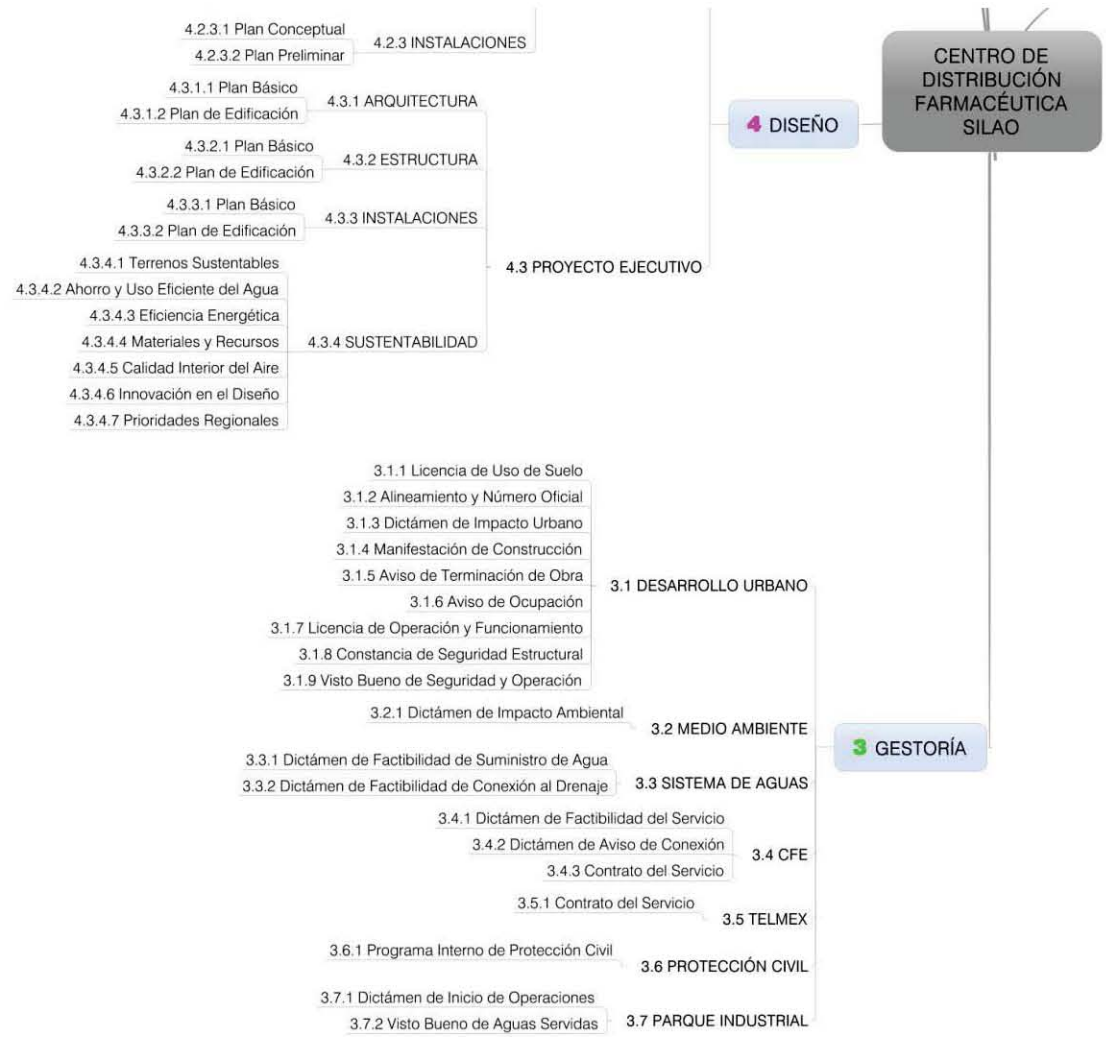 CENTRO DE
DISTRIBUCIÓN
FARMACÉUTICA
SILAO
4 DISEÑO
4.2.3 INSTALACIONES
4.2.3.1 Plan Conceptual
4.2.3.2 Plan Preliminar
4.3 PROYECTO EJECUTIVO
4.3.1 ARQUITECTURA
4.3.1.1 Plan Básico
4.3.1.2 Plan de Edificación
4.3.2 ESTRUCTURA
4.3.2.1 Plan Básico
4.3.2.2 Plan de Edificación
4.3.3 INSTALACIONES
4.3.3.1 Plan Básico
4.3.3.2 Plan de Edificación
4.3.4 SUSTENTABILIDAD
4.3.4.1 Terrenos Sustentables
4.3.4.2 Ahorro y Uso Eficiente del Agua
4.3.4.3 Eficiencia Energética
4.3.4.4 Materiales y Recursos
4.3.4.5 Calidad Interior del Aire
4.3.4.6 Innovación en el Diseño
4.3.4.7 Prioridades Regionales
3 GESTORÍA
3.1 DESARROLLO URBANO
3.1.1 Licencia de Uso de Suelo
3.1.2 Alineamiento y Número Oficial
3.1.3 Dictámen de Impacto Urbano
3.1.4 Manifestación de Construcción
3.1.5 Aviso de Terminación de Obra
3.1.6 Aviso de Ocupación
3.1.7 Licencia de Operación y Funcionamiento
3.1.8 Constancia de Seguridad Estructural
3.1.9 Visto Bueno de Seguridad y Operación
3.2 MEDIO AMBIENTE
3.2.1 Dictámen de Impacto Ambiental
3.3 SISTEMA DE AGUAS
3.3.1 Dictámen de Factibilidad de Suministro de Agua
3.3.2 Dictámen de Factibilidad de Conexión al Drenaje
3.4 CFE
3.4.1 Dictámen de Factibilidad del Servicio
3.4.2 Dictámen de Aviso de Conexión
3.4.3 Contrato del Servicio
3.5 TELMEX
3.5.1 Contrato del Servicio
3.6 PROTECCIÓN CIVIL
3.6.1 Programa Interno de Protección Civil
3.7 PARQUE INDUSTRIAL
3.7.1 Dictámen de Inicio de Operaciones
3.7.2 Visto Bueno de Aguas Servidas